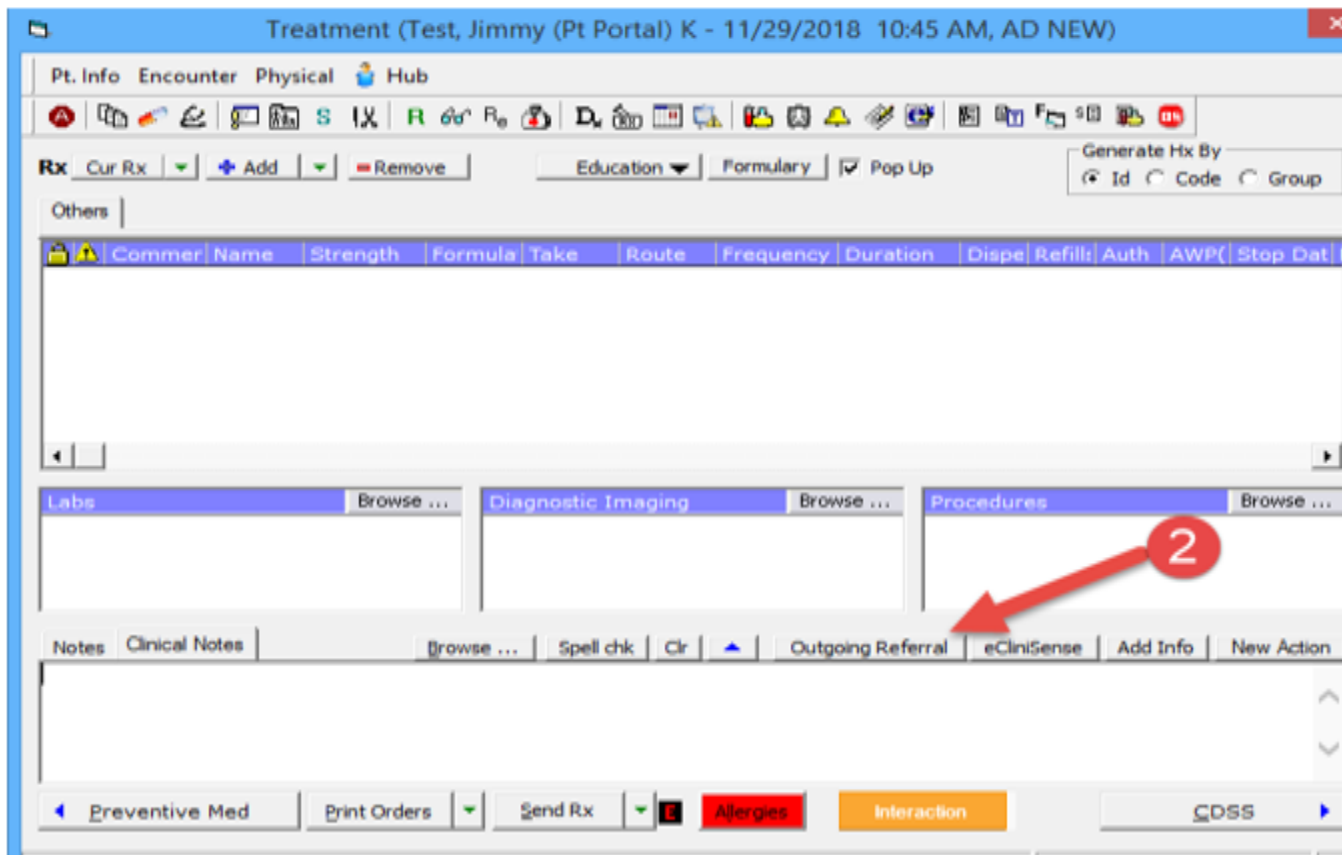 Treatment (Test, Jimmy (Pt Portal) K - 11/29/2018 10:45 AM, AD NEW)
Pt. Info Encounter Physical Hub
Rx Cur Rx Add Remove Education Formulary Pop Up
Generate Hx By
Id Code Group
Others
Commer Name Strength Formula Take Route Frequency Duration Dispe Refill: Auth AWP( Stop Dat
Labs Browse ... Diagnostic Imaging Browse ... Procedures Browse ...
2
Notes Clinical Notes Browse ... Spell chk Clr Outgoing Referral eCliniSense Add Info New Action
Preventive Med Print Orders Send Rx E Allergies Interaction CDSS